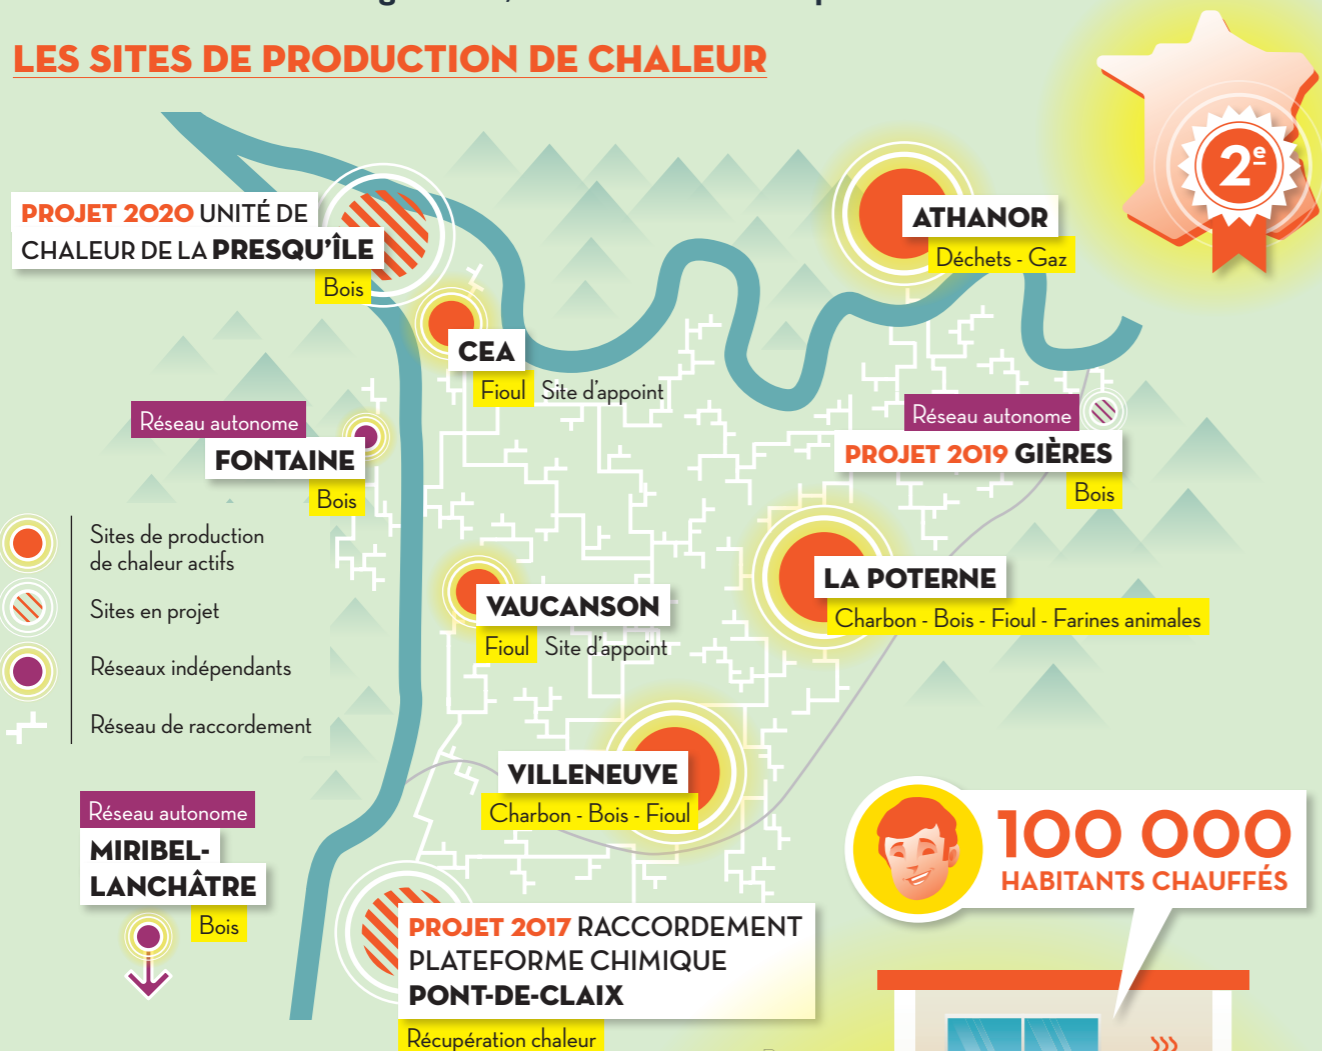 LES SITES DE PRODUCTION DE CHALEUR
2e
PROJET 2020 UNITÉ DE
CHALEUR DE LA PRESQU'ÎLE
Bois
ATHANOR
Déchets - Gaz
CEA
Fioul Site d'appoint
Réseau autonome
FONTAINE
Bois
Réseau autonome
PROJET 2019 GIÈRES
Bois
Sites de production
de chaleur actifs
Sites en projet
Réseaux indépendants
Réseau de raccordement
VAUCANSON
Fioul Site d'appoint
LA POTERNE
Charbon - Bois - Fioul - Farines animales
VILLENEUVE
Charbon - Bois - Fioul
Réseau autonome
MIRIBEL-
LANCHÂTRE
Bois
100 000
HABITANTS CHAUFFÉS
PROJET 2017 RACCORDEMENT
PLATEFORME CHIMIQUE
PONT-DE-CLAIX
Récupération chaleur